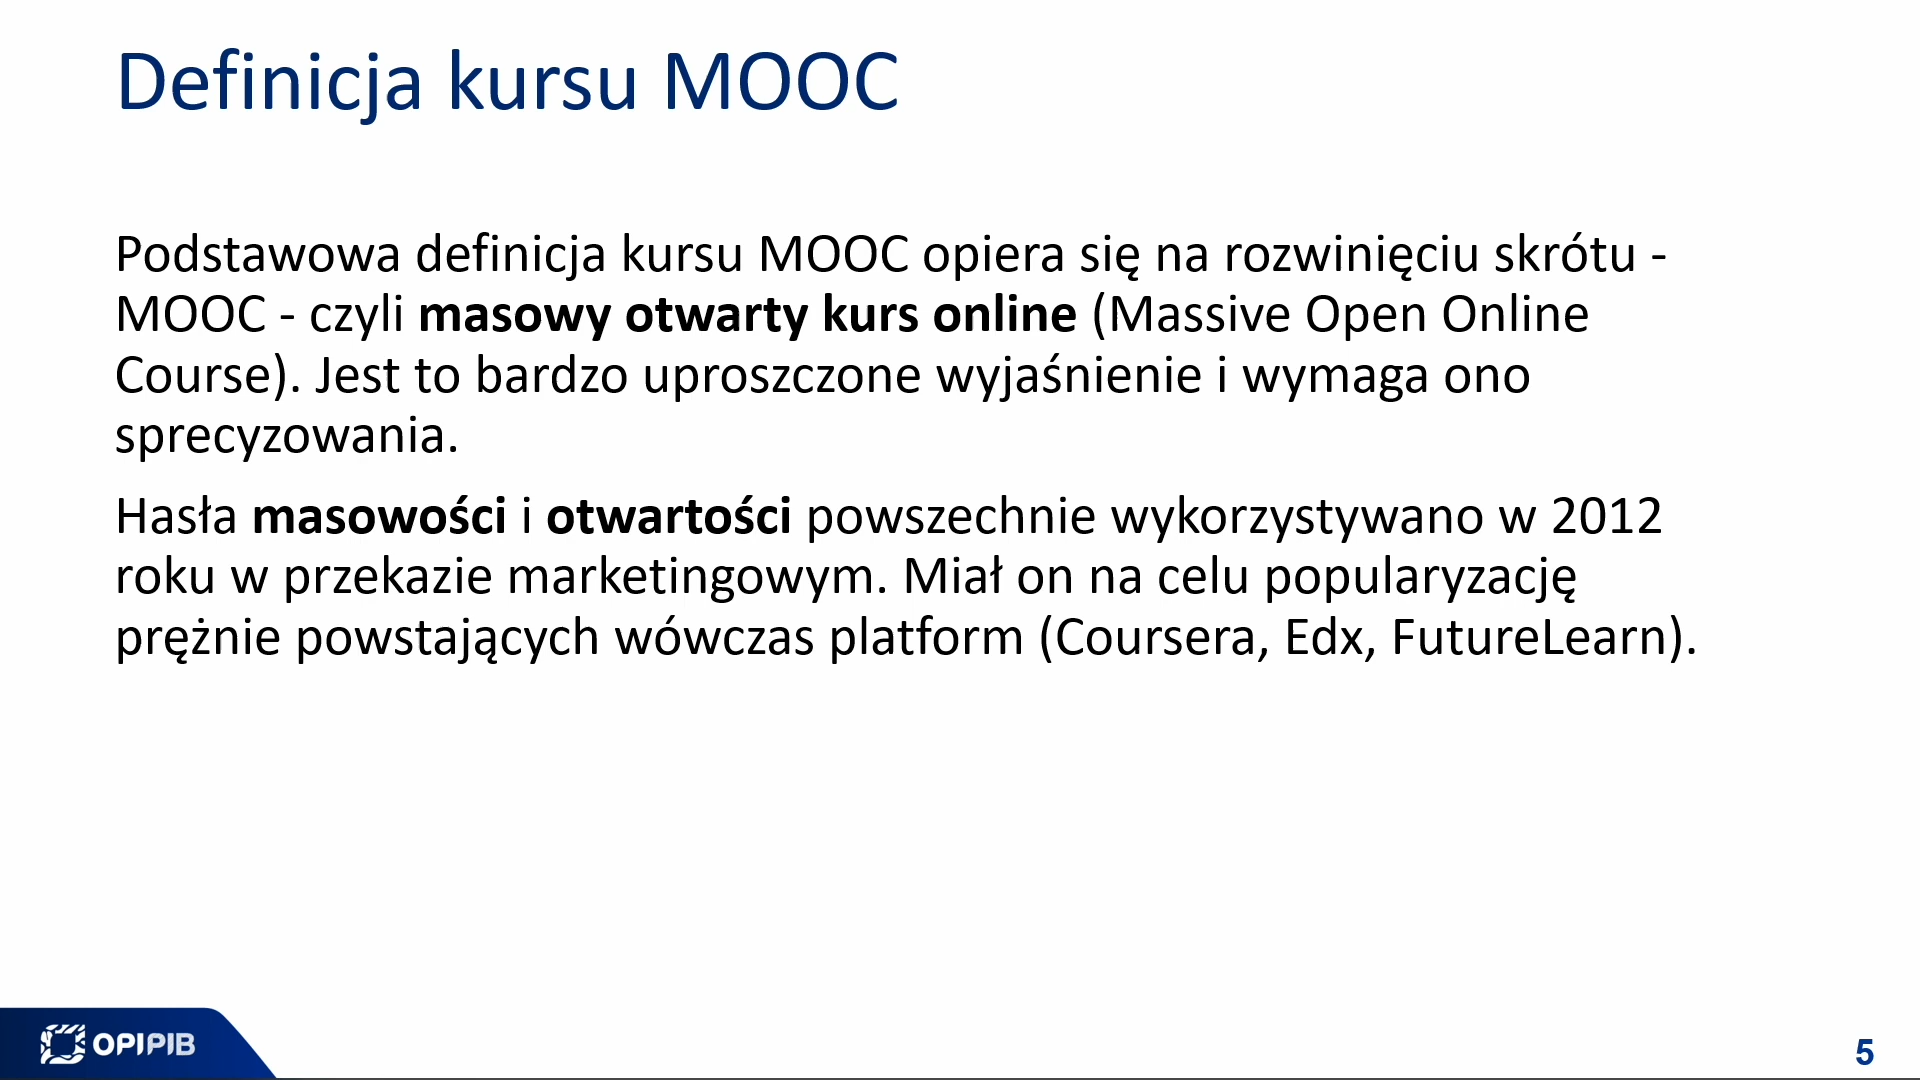 Definicja kursu MOOC
Podstawowa definicja kursu MOOC opiera się na rozwinięciu skrótu -
MOOC - czyli masowy otwarty kurs online (Massive Open Online
Course). Jest to bardzo uproszczone wyjaśnienie i wymaga ono
sprecyzowania.
Hasła masowości i otwartości powszechnie wykorzystywano w 2012
roku w przekazie marketingowym. Miał on na celu popularyzację
prężnie powstających wówczas platform (Coursera, Edx, FutureLearn).
OPIPIB
5